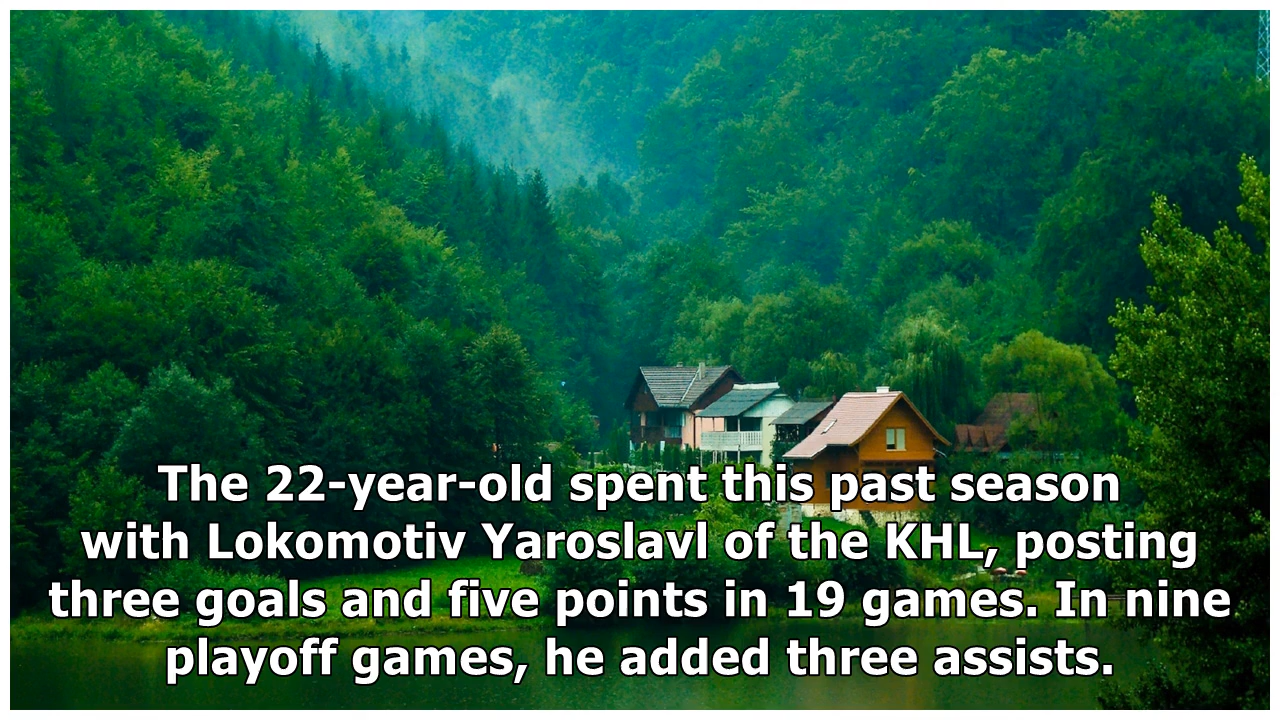 The 22-year-old spent this past season
with Lokomotiv Yaroslavl of the KHL, posting
three goals and five points in 19 games. In nine
playoff games, he added three assists.